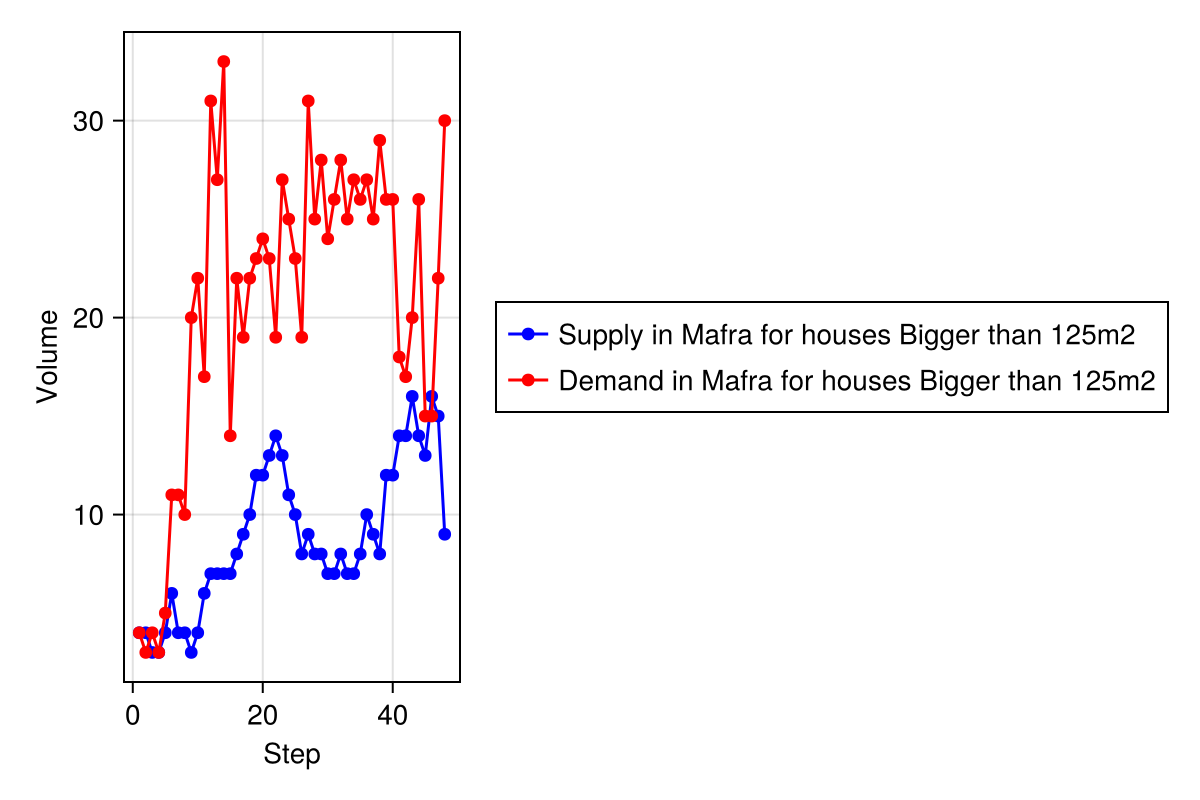 30
20
10
Volume
0 20 40
Step
Supply in Mafra for houses Bigger than 125m2
Demand in Mafra for houses Bigger than 125m2